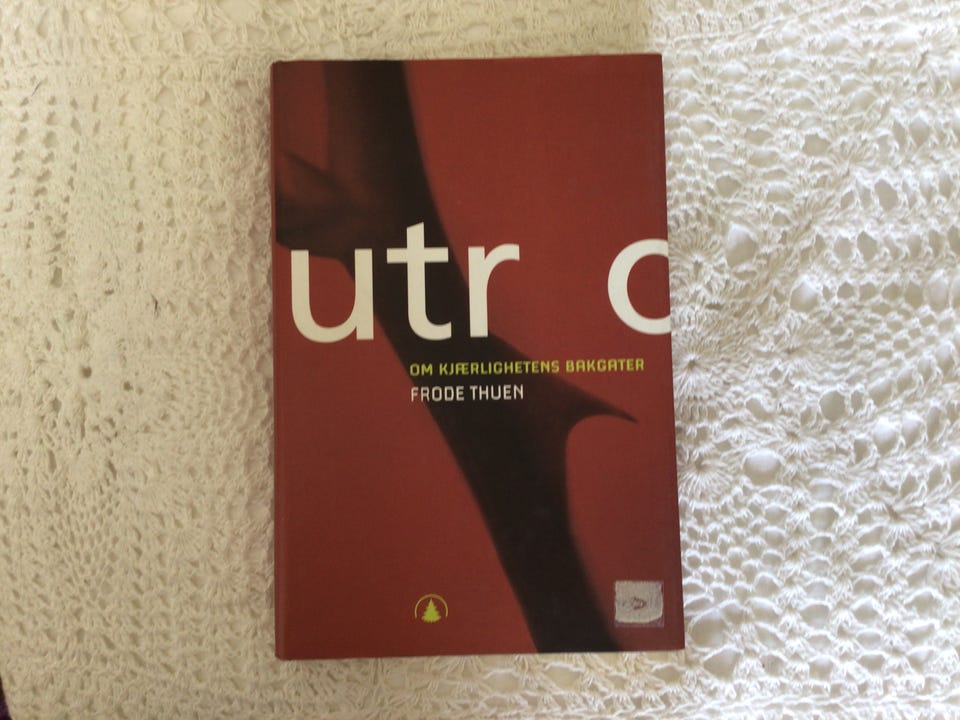 utr o
OM KJÆRLIGHETENS BAKGATER
FRODE THUEN